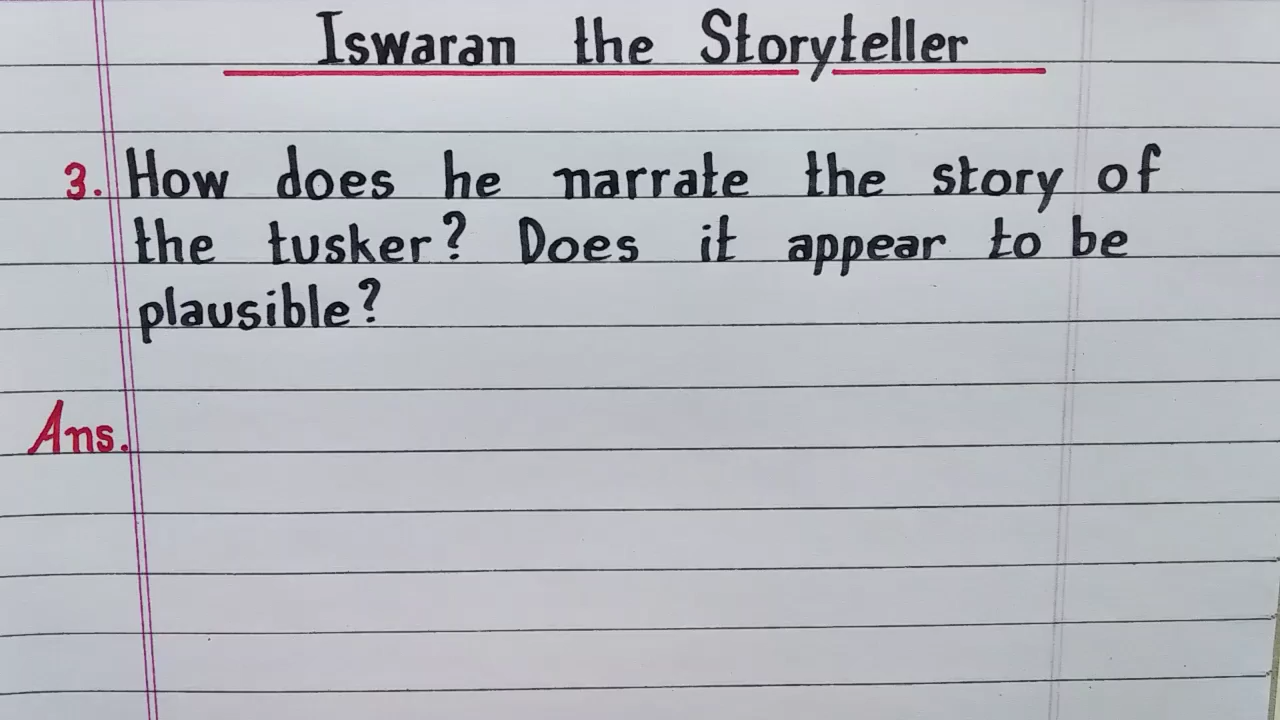 Iswaran the Storyteller
3. How does he narrate the story of
the tusker? Does it appear to be
plausible?
Ans.